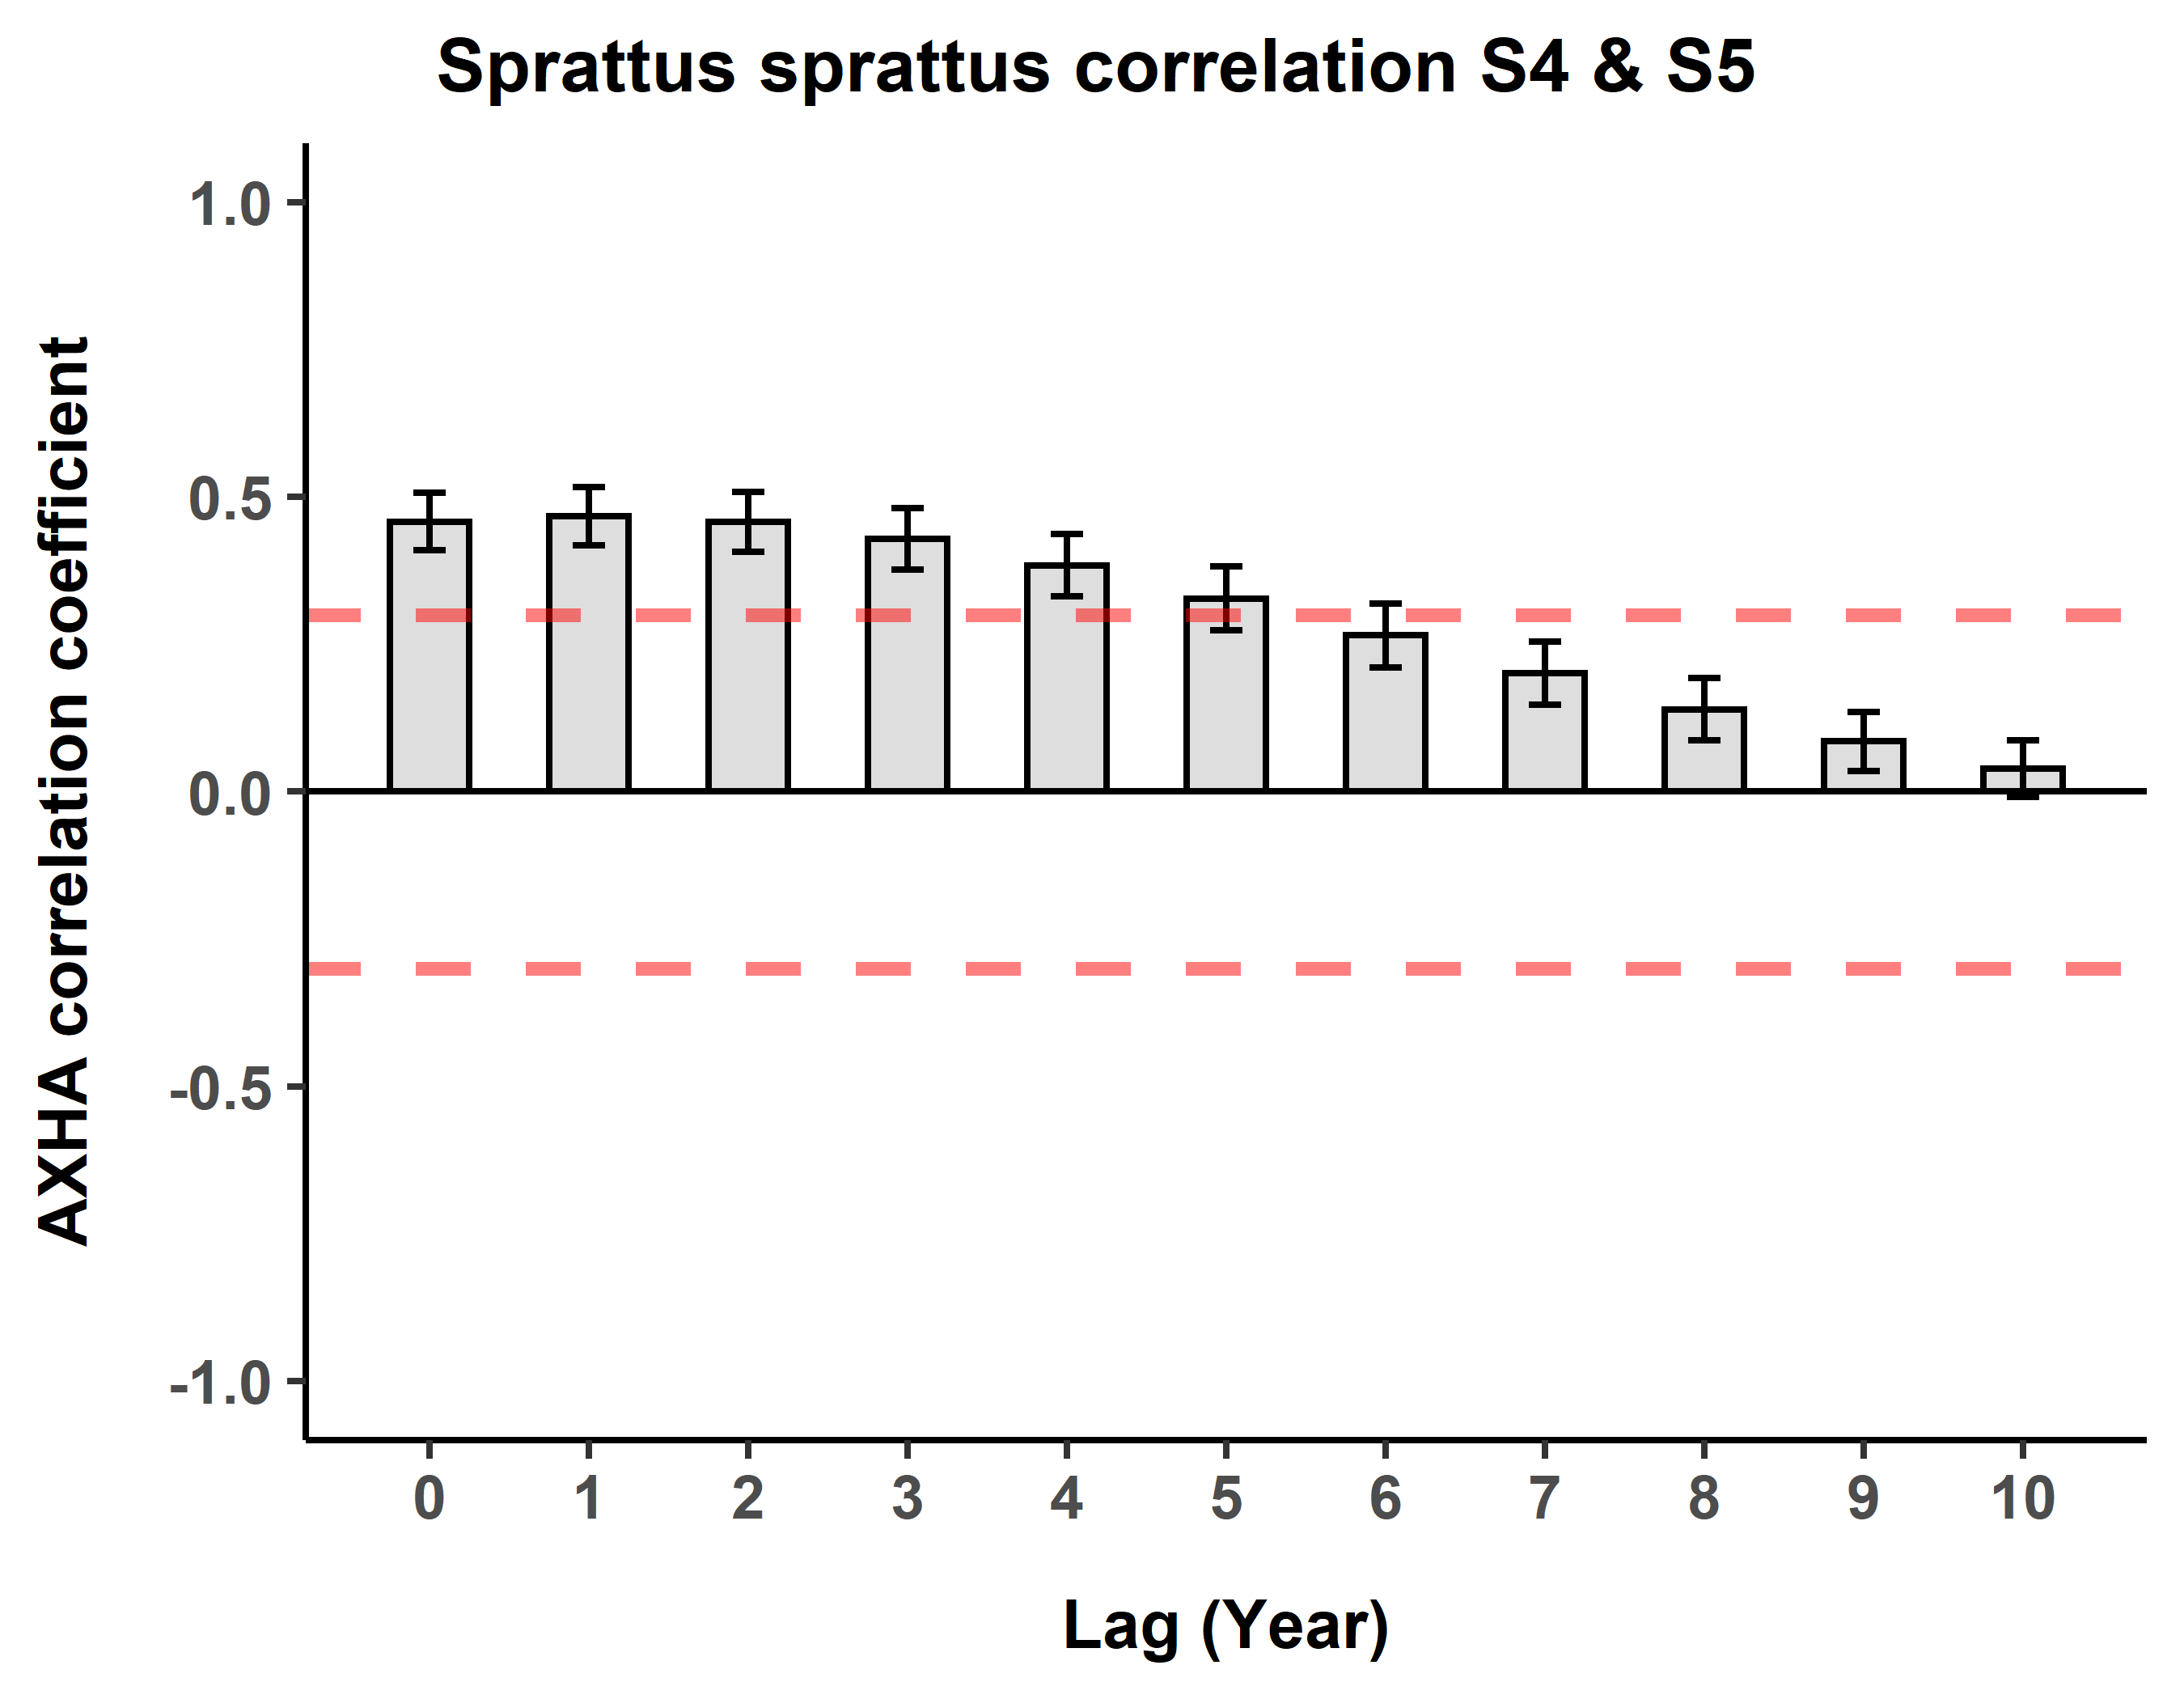 Sprattus sprattus correlation S4 & S5
AXHA correlation coefficient
1.0
0.5
0.0
-0.5
-1.0
0 1 2 3 4 5 6 7 8 9 10
Lag (Year)